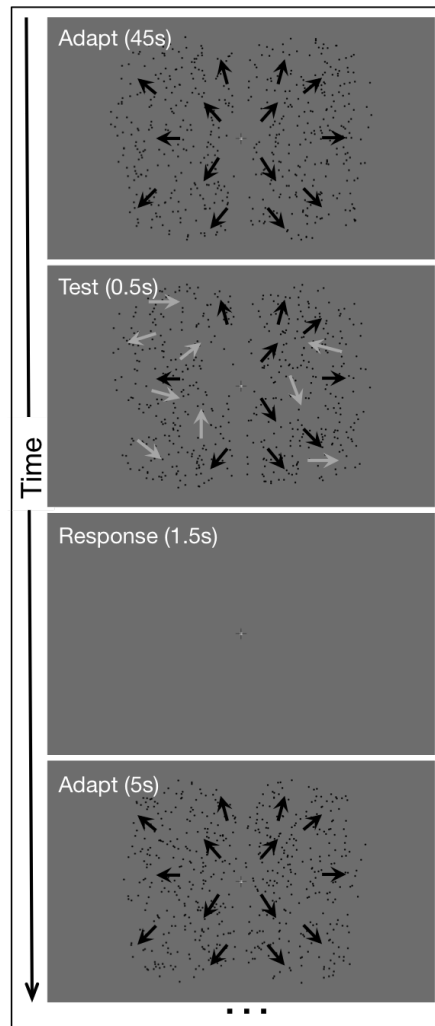 Adapt (45s)
Test (0.5s)
Time
Response (1.5s)
Adapt (5s)
...